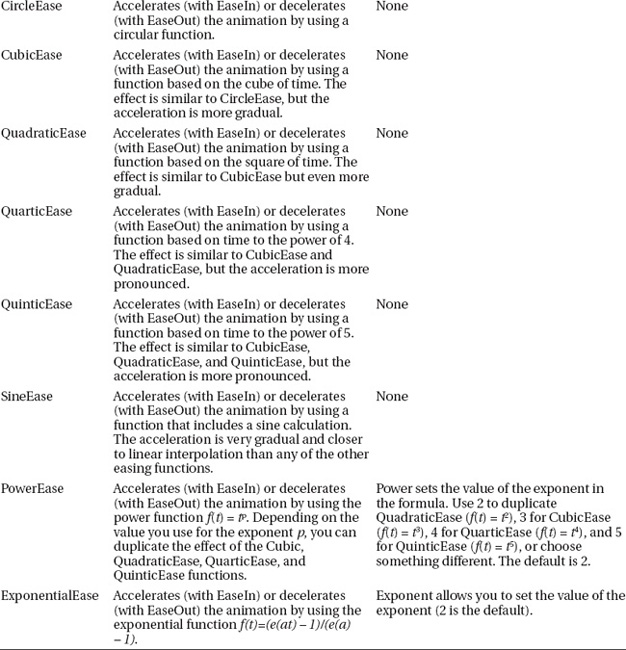 CircleEase Accelerates (with EaseIn) or decelerates None
(with EaseOut) the animation by using a
circular function.
CubicEase Accelerates (with EaseIn) or decelerates None
(with EaseOut) the animation by using a
function based on the cube of time. The
effect is similar to CircleEase, but the
acceleration is more gradual.
QuadraticEase Accelerates (with EaseIn) or decelerates None
(with EaseOut) the animation by using a
function based on the square of time. The
effect is similar to CubicEase but even more
gradual.
QuarticEase Accelerates (with EaseIn) or decelerates None
(with EaseOut) the animation by using a
function based on time to the power of 4.
The effect is similar to CubicEase and
QuadraticEase, but the acceleration is more
pronounced.
QuinticEase Accelerates (with EaseIn) or decelerates None
(with EaseOut) the animation by using a
function based on time to the power of 5.
The effect is similar to CubicEase,
QuadraticEase, and QuinticEase, but the
acceleration is more pronounced.
SineEase Accelerates (with EaseIn) or decelerates None
(with EaseOut) the animation by using a
function that includes a sine calculation.
The acceleration is very gradual and closer
to linear interpolation than any of the other
easing functions.
PowerEase Accelerates (with EaseIn) or decelerates Power sets the value of the exponent in
(with EaseOut) the animation by using the the formula. Use 2 to duplicate
power function f(t) = tᵖ. Depending on the QuadraticEase (f(t) = t²), 3 for CubicEase
value you use for the exponent p, you can (f(t) = t³), 4 for QuarticEase (f(t) = t⁴), and 5
duplicate the effect of the Cubic, for QuinticEase (f(t) = t⁵), or choose
QuadraticEase, QuarticEase, and something different. The default is 2.
QuinticEase functions.
ExponentialEase Accelerates (with EaseIn) or decelerates Exponent allows you to set the value of the
(with EaseOut) the animation by using the exponent (2 is the default).
exponential function f(t)=(e(at) – 1)/(e(a)
– 1).